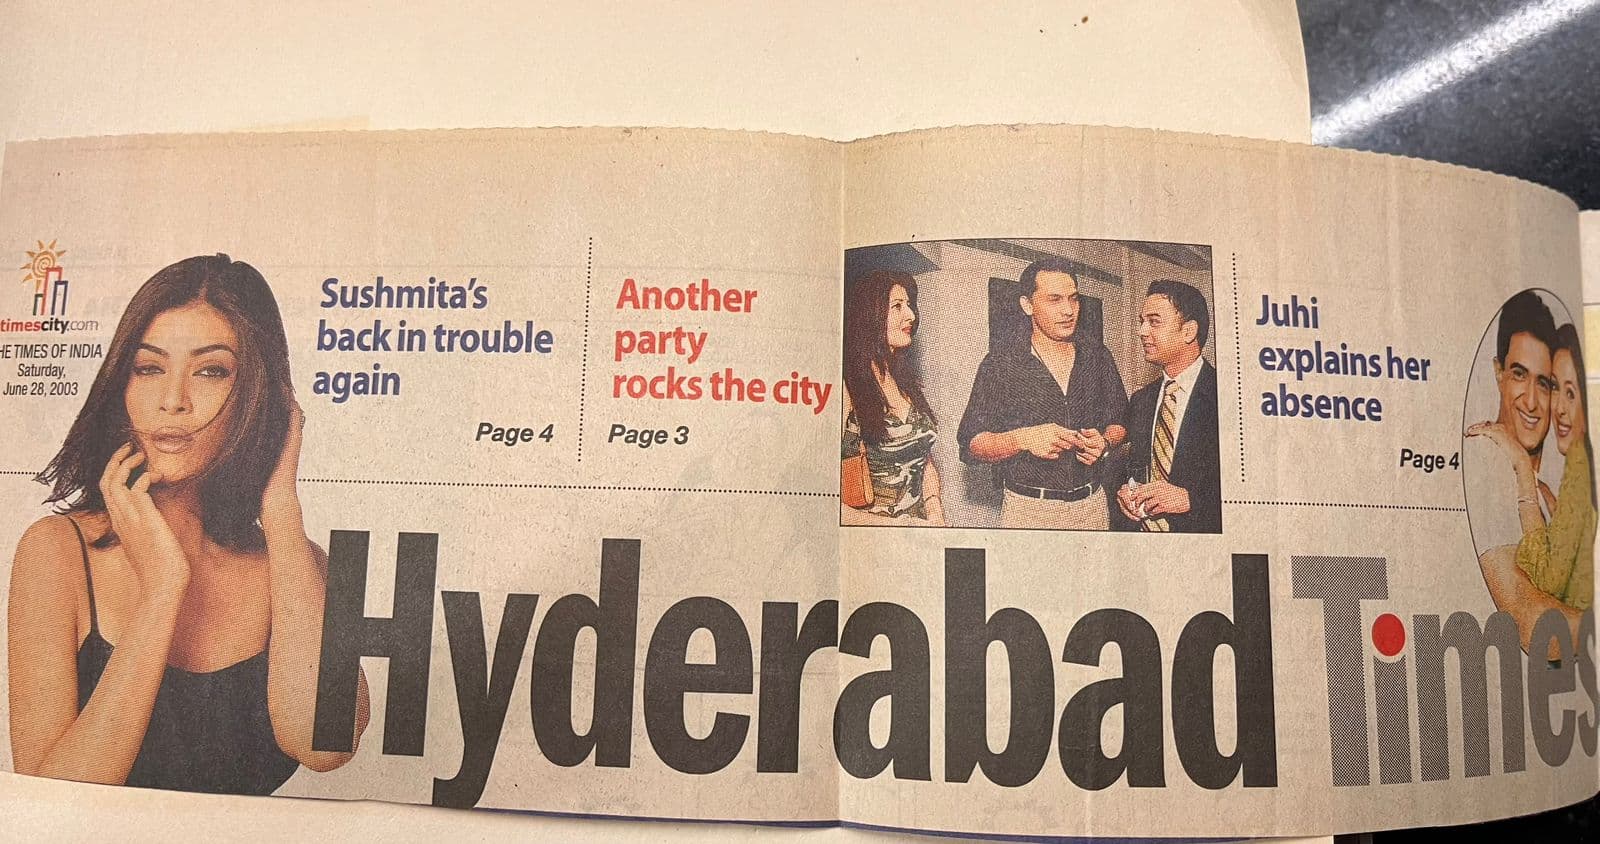 timescity.com
HE TIMES OF INDIA
Saturday,
June 28, 2003
Sushmita's
back in trouble
again
Page 4
Another
party
rocks the city
Page 3
Juhi
explains her
absence
Page 4
Hyderabad Times